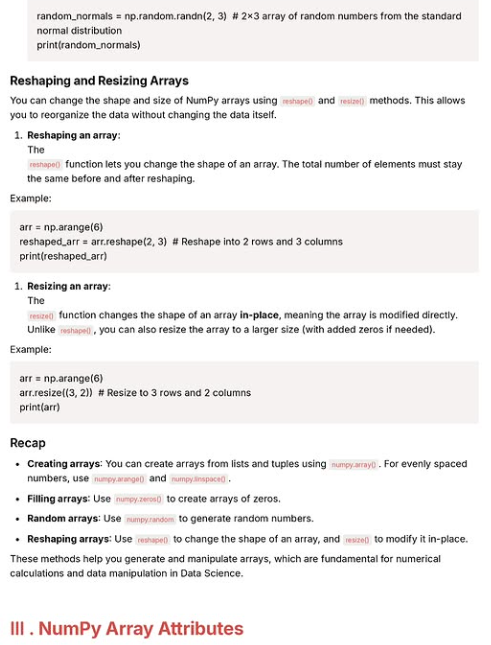 random_normals = np.random.randn(2, 3)  # 2×3 array of random numbers from the standard
normal distribution
print(random_normals)
Reshaping and Resizing Arrays
You can change the shape and size of NumPy arrays using reshape() and resize() methods. This allows
you to reorganize the data without changing the data itself.
1. Reshaping an array:
The
reshape() function lets you change the shape of an array. The total number of elements must stay
the same before and after reshaping.
Example:
arr = np.arange(6)
reshaped_arr = arr.reshape(2, 3)  # Reshape into 2 rows and 3 columns
print(reshaped_arr)
1. Resizing an array:
The
resize() function changes the shape of an array in-place, meaning the array is modified directly.
Unlike reshape(), you can also resize the array to a larger size (with added zeros if needed).
Example:
arr = np.arange(6)
arr.resize((3, 2))  # Resize to 3 rows and 2 columns
print(arr)
Recap
• Creating arrays: You can create arrays from lists and tuples using numpy.array(). For evenly spaced
numbers, use numpy.arange() and numpy.linspace().
• Filling arrays: Use numpy.zeros() to create arrays of zeros.
• Random arrays: Use numpy.random to generate random numbers.
• Reshaping arrays: Use reshape() to change the shape of an array, and resize() to modify it in-place.
These methods help you generate and manipulate arrays, which are fundamental for numerical
calculations and data manipulation in Data Science.
III . NumPy Array Attributes